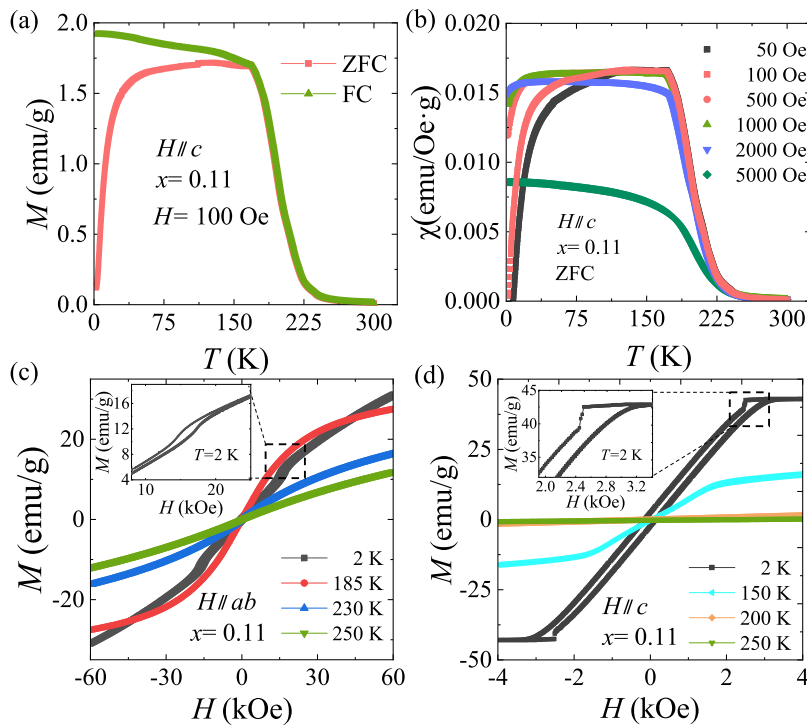 (a)
2.0
1.5
1.0
0.5
0.0
M (emu/g)
ZFC
FC
H // c
x= 0.11
H= 100 Oe
0 75 150 225 300
T (K)
(b)
0.020
0.015
0.010
0.005
0.000
χ(emu/Oe·g)
50 Oe
100 Oe
500 Oe
1000 Oe
2000 Oe
5000 Oe
H // c
x= 0.11
ZFC
0 75 150 225 300
T (K)
(c)
20
0
-20
M (emu/g)
16
12
8
4
M (emu/g)
T=2 K
10 20
H (kOe)
2 K
185 K
230 K
250 K
H // ab
x= 0.11
-60 -30 0 30 60
H (kOe)
(d)
50
25
0
-25
-50
M (emu/g)
45
40
35
M (emu/g)
T=2 K
2.0 2.4 2.8 3.2
H (kOe)
2 K
150 K
200 K
250 K
H // c
x= 0.11
-4 -2 0 2 4
H (kOe)